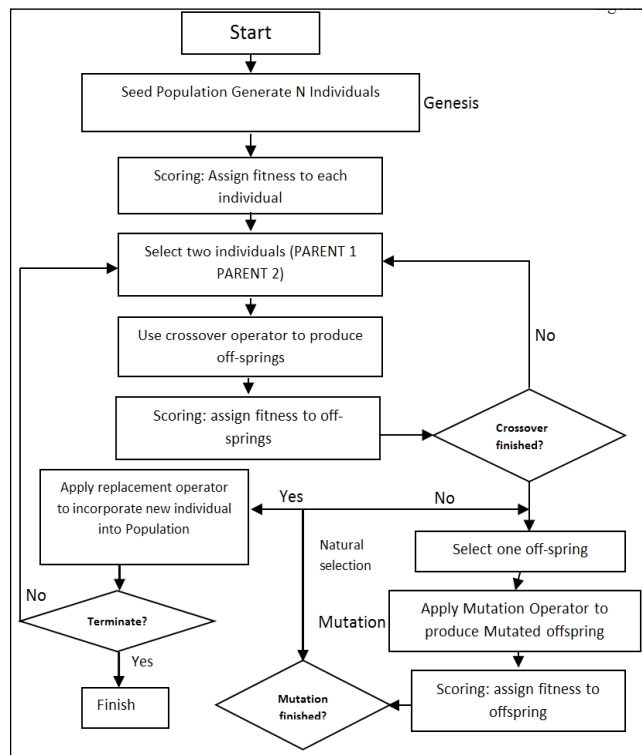 Start
Seed Population Generate N Individuals
Genesis
Scoring: Assign fitness to each
individual
Select two individuals (PARENT 1
PARENT 2)
Use crossover operator to produce
off-springs
No
Scoring: assign fitness to off-
springs
Crossover
finished?
Apply replacement operator
to incorporate new individual
into Population
Yes
No
Select one off-spring
Natural
selection
No
Terminate?
Mutation
Apply Mutation Operator to
produce Mutated offspring
Yes
Finish
Mutation
finished?
Scoring: assign fitness to
offspring